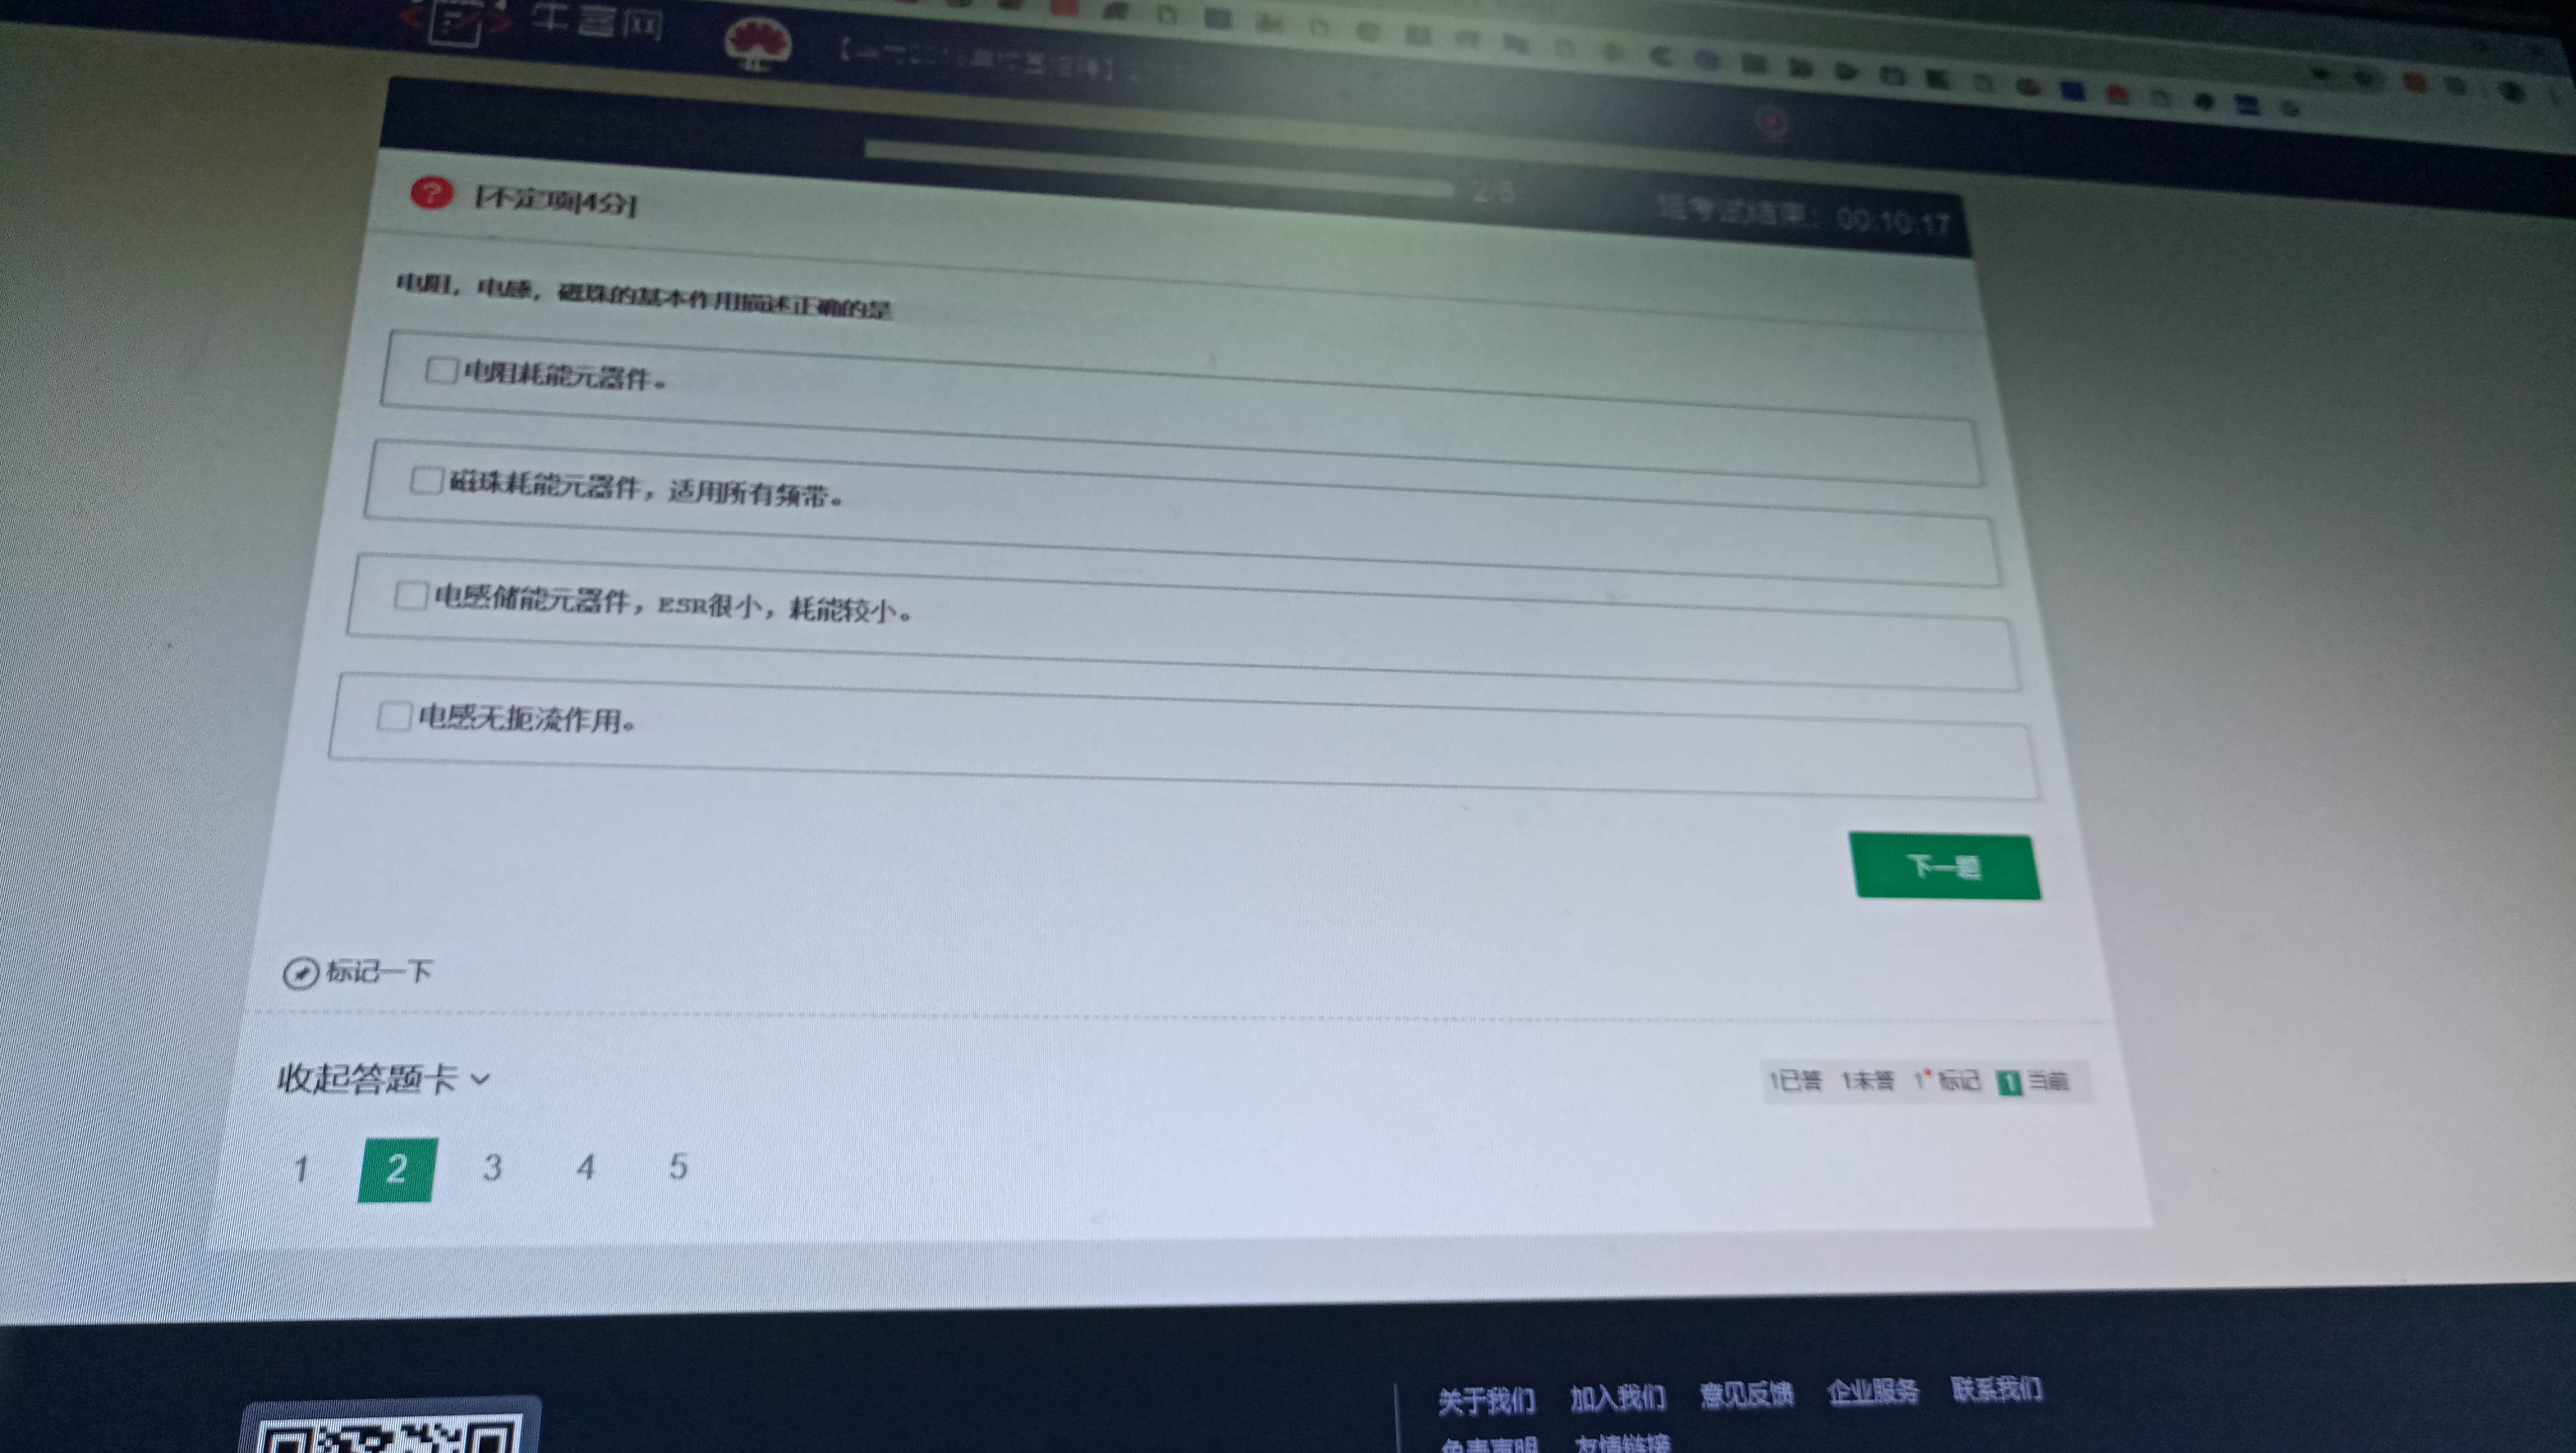 牛客网
2/5
距考试结束：00:10:17
[不定项|4分]
电阻，电感，磁珠的基本作用描述正确的是
电阻耗能元器件。
磁珠耗能元器件，适用所有频带。
电感储能元器件，ESR很小，耗能较小。
电感无扼流作用。
下一题
标记一下
收起答题卡
1已答 1未答 1 标记 1 当前
1 2 3 4 5
关于我们 加入我们 意见反馈 企业服务 联系我们
免责声明 友情链接